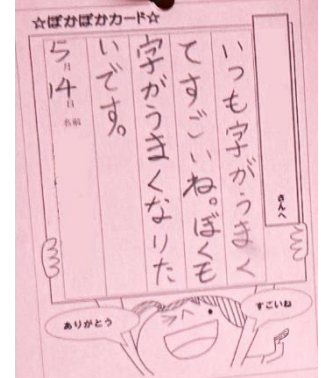 ☆ぽかぽかカード☆
さんへ
いつも字がうまく
てすごいね。ぼくも
字がうまくなりた
いです。
5月14日 名前
ありがとう
すごいね